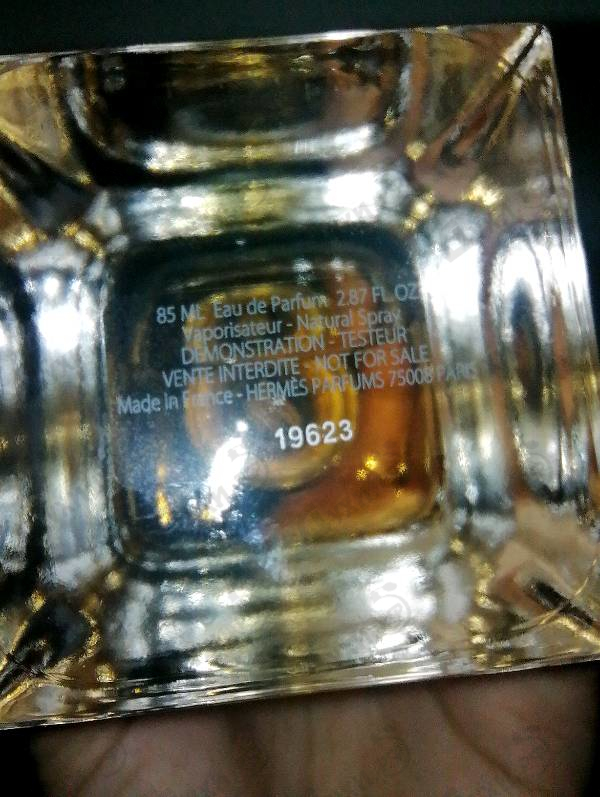 85 ML Eau de Parfum 2.87 FL.OZ
Vaporisateur - Natural Spray
DEMONSTRATION - TESTEUR
VENTE INTERDITE - NOT FOR SALE
Made in France - HERMÈS PARFUMS 75008 PARIS
19623